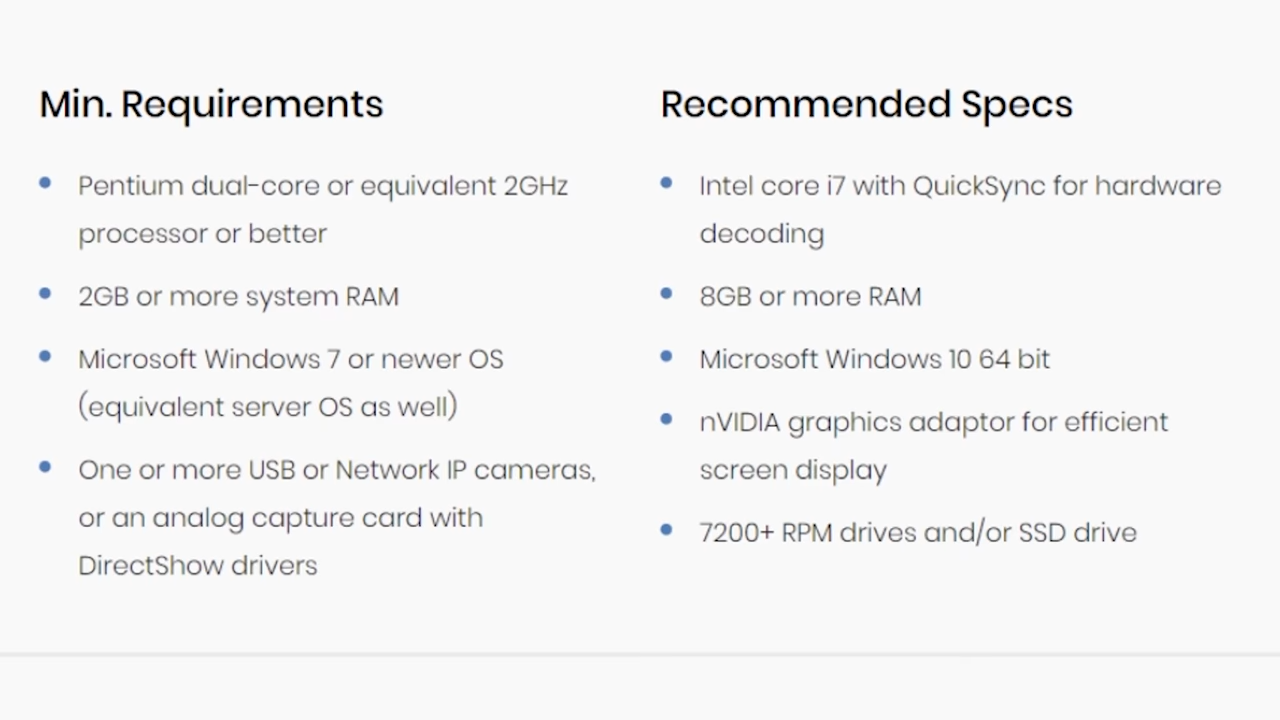 Min. Requirements
Pentium dual-core or equivalent 2GHz
processor or better
2GB or more system RAM
Microsoft Windows 7 or newer OS
(equivalent server OS as well)
One or more USB or Network IP cameras,
or an analog capture card with
DirectShow drivers
Recommended Specs
Intel core i7 with QuickSync for hardware
decoding
8GB or more RAM
Microsoft Windows 10 64 bit
nVIDIA graphics adaptor for efficient
screen display
7200+ RPM drives and/or SSD drive